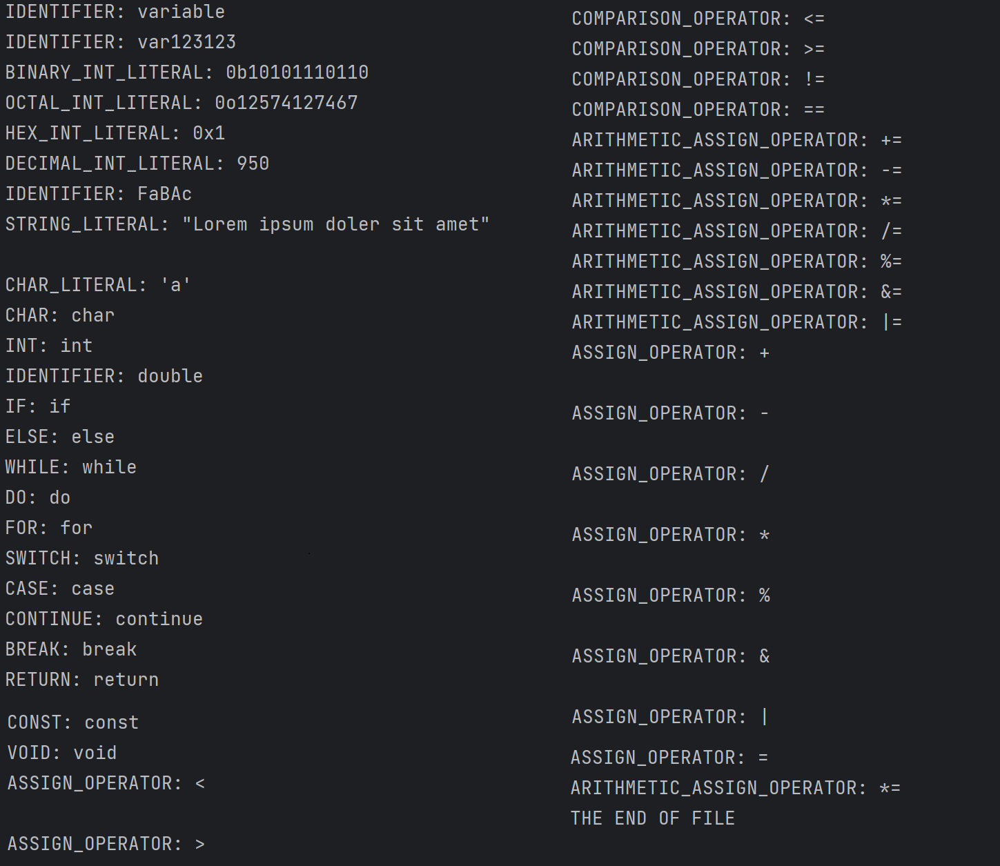 IDENTIFIER: variable
IDENTIFIER: var123123
BINARY_INT_LITERAL: 0b10101110110
OCTAL_INT_LITERAL: 0o12574127467
HEX_INT_LITERAL: 0x1
DECIMAL_INT_LITERAL: 950
IDENTIFIER: FaBAc
STRING_LITERAL: "Lorem ipsum doler sit amet"
CHAR_LITERAL: 'a'
CHAR: char
INT: int
IDENTIFIER: double
IF: if
ELSE: else
WHILE: while
DO: do
FOR: for
SWITCH: switch
CASE: case
CONTINUE: continue
BREAK: break
RETURN: return
CONST: const
VOID: void
ASSIGN_OPERATOR: <
ASSIGN_OPERATOR: >
COMPARISON_OPERATOR: <=
COMPARISON_OPERATOR: >=
COMPARISON_OPERATOR: !=
COMPARISON_OPERATOR: ==
ARITHMETIC_ASSIGN_OPERATOR: +=
ARITHMETIC_ASSIGN_OPERATOR: -=
ARITHMETIC_ASSIGN_OPERATOR: *=
ARITHMETIC_ASSIGN_OPERATOR: /=
ARITHMETIC_ASSIGN_OPERATOR: %=
ARITHMETIC_ASSIGN_OPERATOR: &=
ARITHMETIC_ASSIGN_OPERATOR: |=
ASSIGN_OPERATOR: +
ASSIGN_OPERATOR: -
ASSIGN_OPERATOR: /
ASSIGN_OPERATOR: *
ASSIGN_OPERATOR: %
ASSIGN_OPERATOR: &
ASSIGN_OPERATOR: |
ASSIGN_OPERATOR: =
ARITHMETIC_ASSIGN_OPERATOR: *=
THE END OF FILE